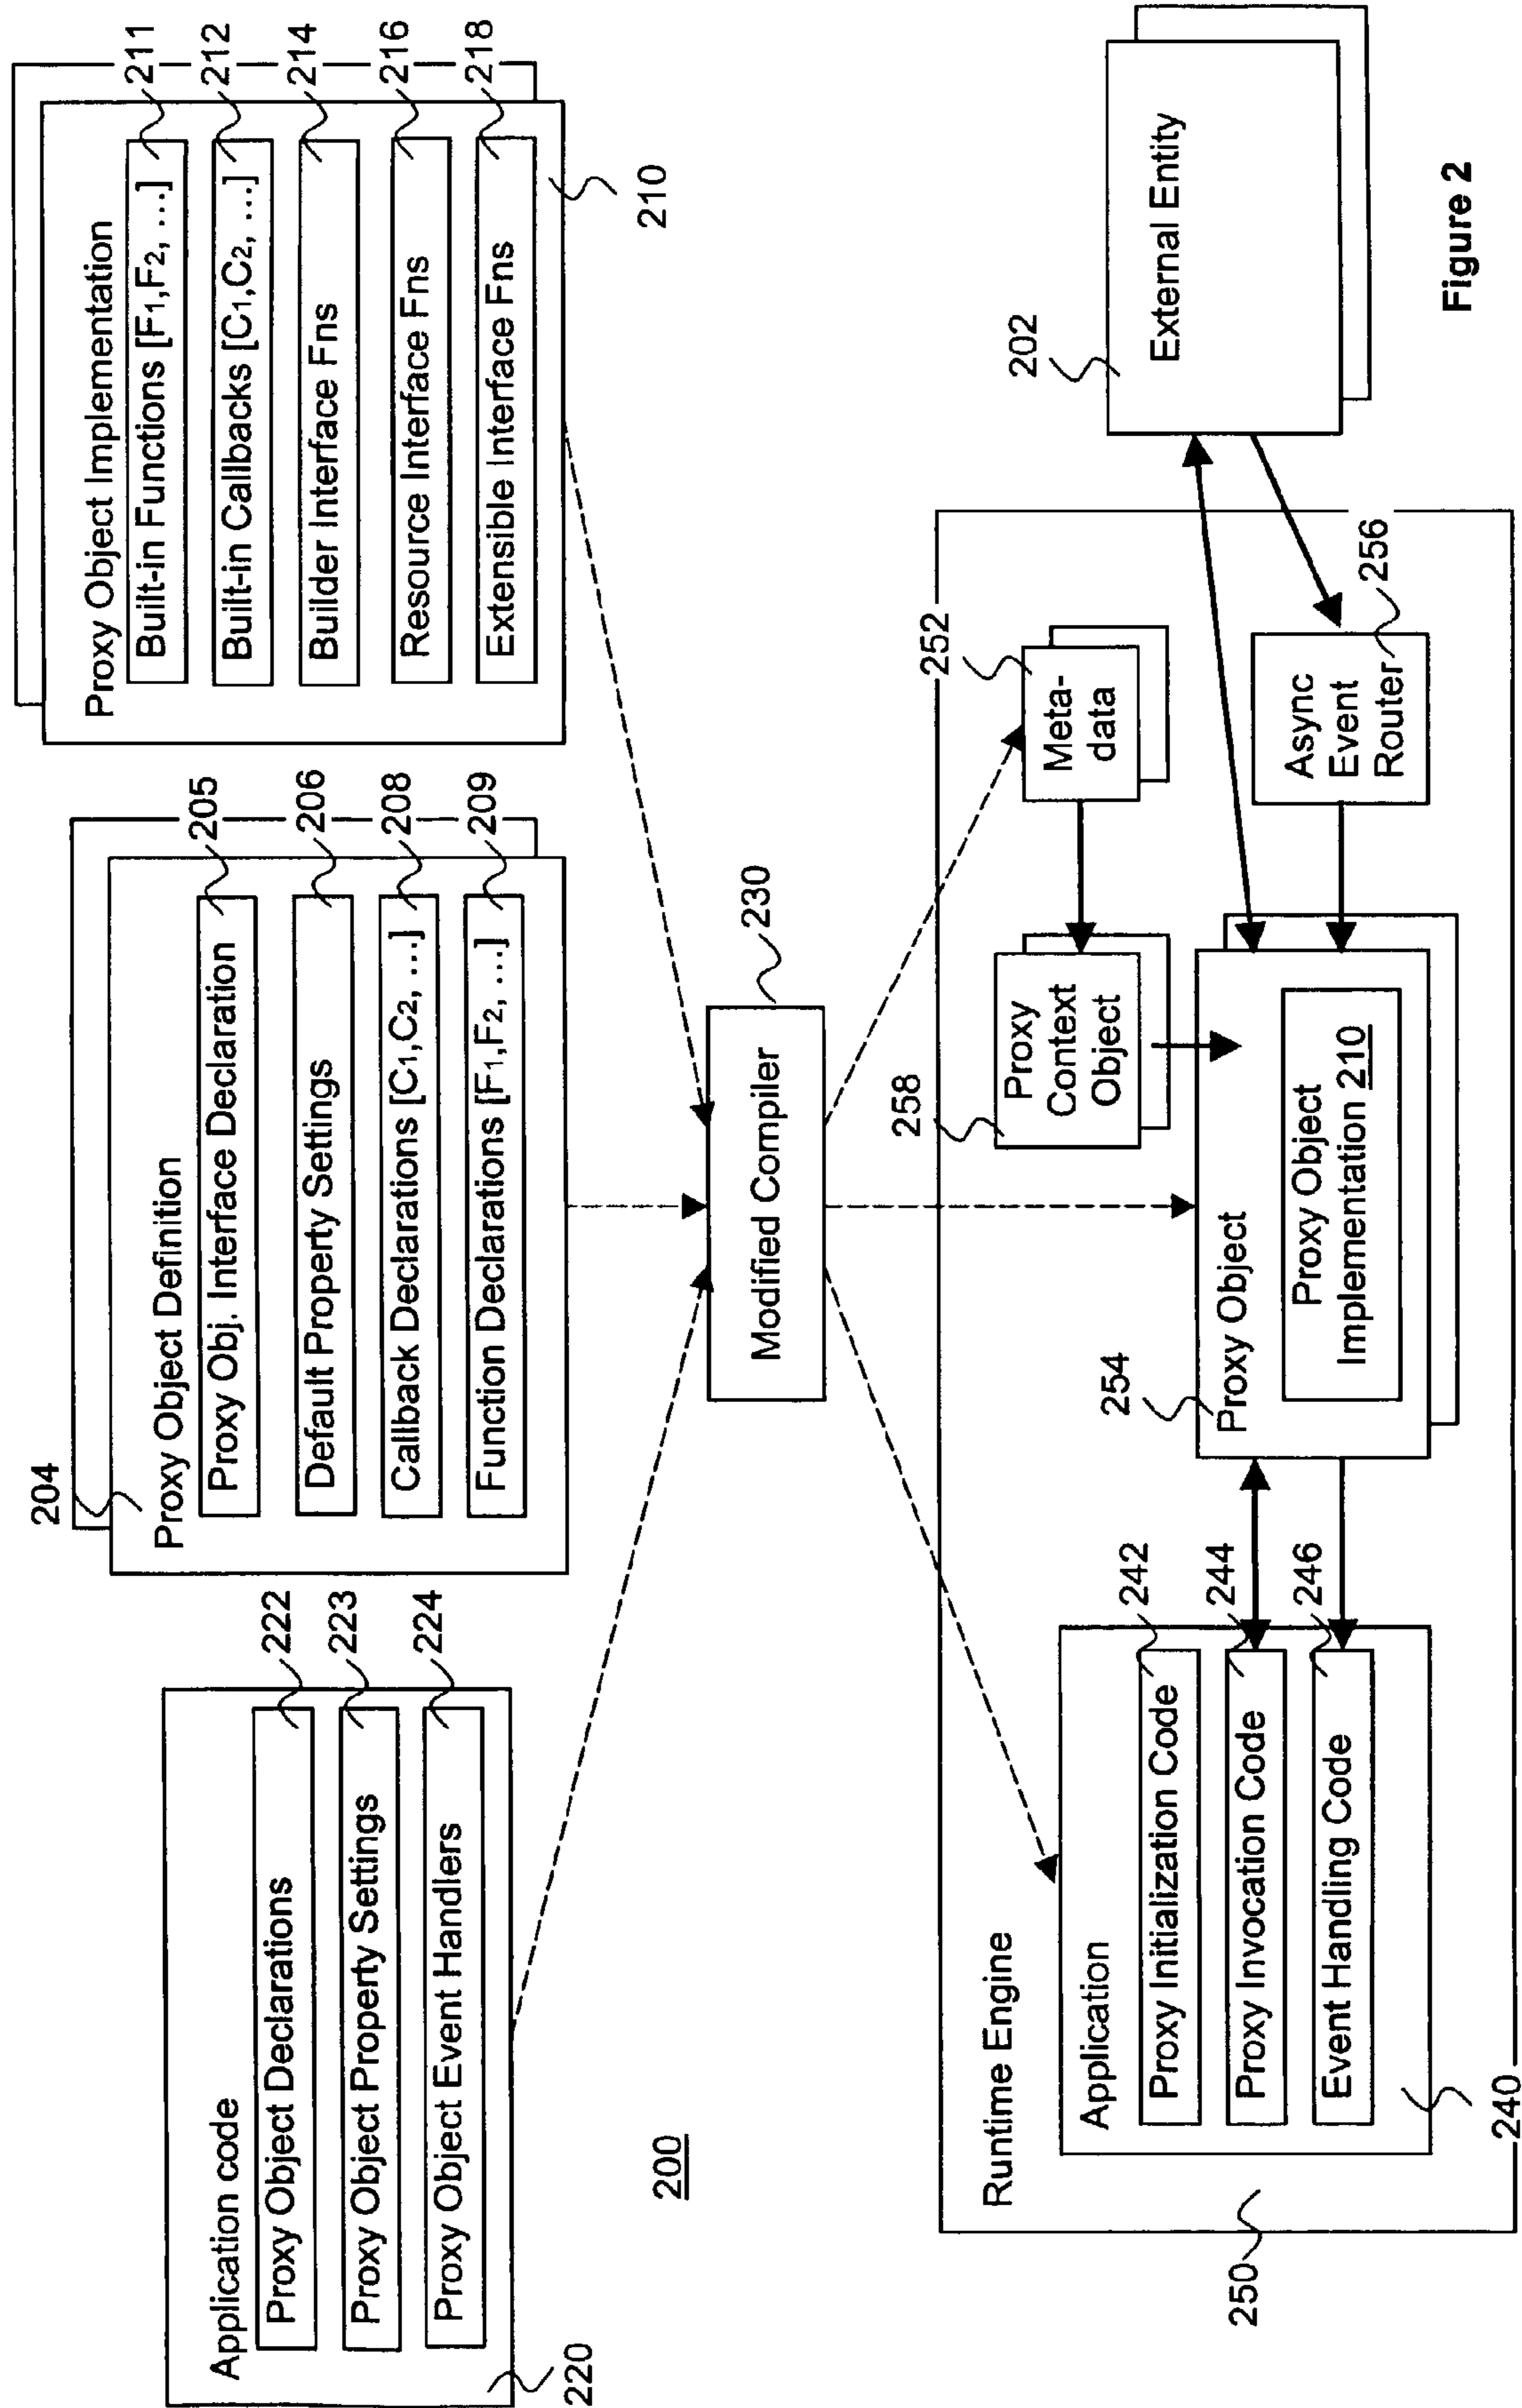 Application code
Proxy Object Declarations
222
Proxy Object Property Settings
223
Proxy Object Event Handlers
224
220
204
Proxy Object Definition
Proxy Obj. Interface Declaration
205
Default Property Settings
206
Callback Declarations [C1,C2, ...]
208
Function Declarations [F1,F2, ...]
209
Proxy Object Implementation
Built-in Functions [F1,F2, ...]
211
Built-in Callbacks [C1,C2, ...]
212
Builder Interface Fns
214
Resource Interface Fns
216
Extensible Interface Fns
218
210
200
Modified Compiler
230
Runtime Engine
250
Application
Proxy Initialization Code
242
Proxy Invocation Code
244
Event Handling Code
246
240
258
Proxy
Context
Object
252
Meta-
data
254
Proxy Object
Proxy Object
Implementation 210
Async
Event
Router
256
202
External Entity
Figure 2